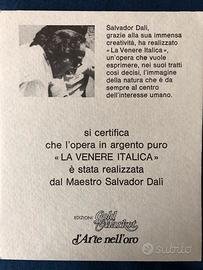 Salvador Dalì,
grazie alla sua immensa
creatività, ha realizzato
«La Venere Italica»,
un'opera che vuole
esprimere, nei suoi tratti
così decisi, l'immagine
della natura che è da
sempre al centro
dell'interesse umano.
si certifica
che l'opera in argento puro
«LA VENERE ITALICA»
è stata realizzata
dal Maestro Salvador Dalì
EDIZIONI
d'Arte nell'oro
subito